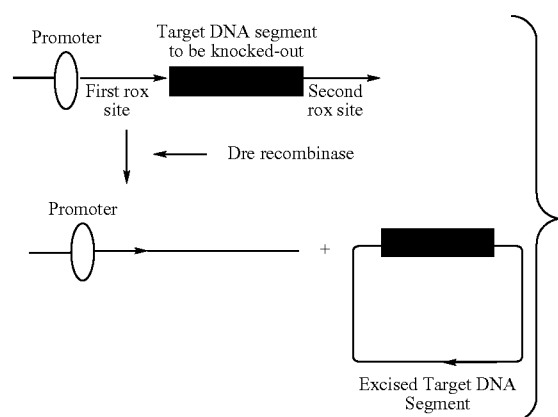 Promoter
Target DNA segment
to be knocked-out
First rox
site
Second
rox site
Dre recombinase
Promoter
+
Excised Target DNA
Segment